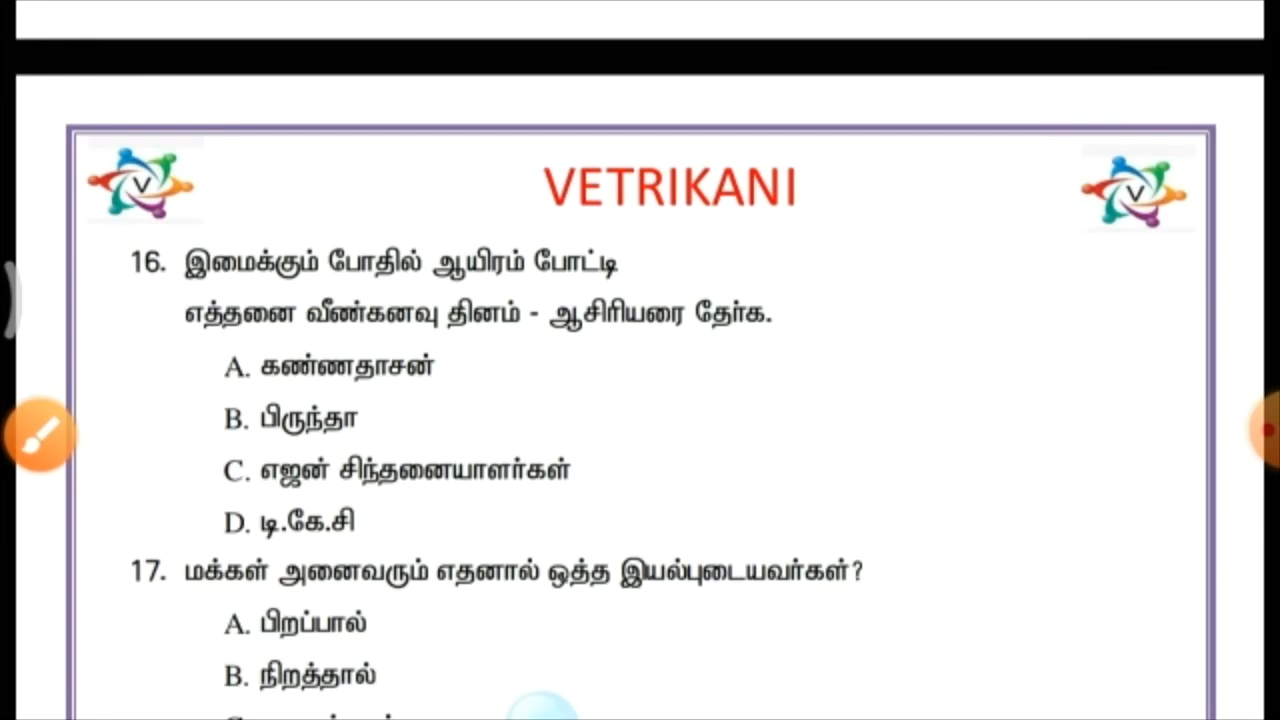 VETRIKANI
16. இமைக்கும் போதில் ஆயிரம் போட்டி
எத்தனை வீண்கனவு தினம் - ஆசிரியரை தேர்க.
A. கண்ணதாசன்
B. பிருந்தா
C. எஜன் சிந்தனையாளர்கள்
D. டி.கே.சி
17. மக்கள் அனைவரும் எதனால் ஒத்த இயல்புடையவர்கள்?
A. பிறப்பால்
B. நிறத்தால்